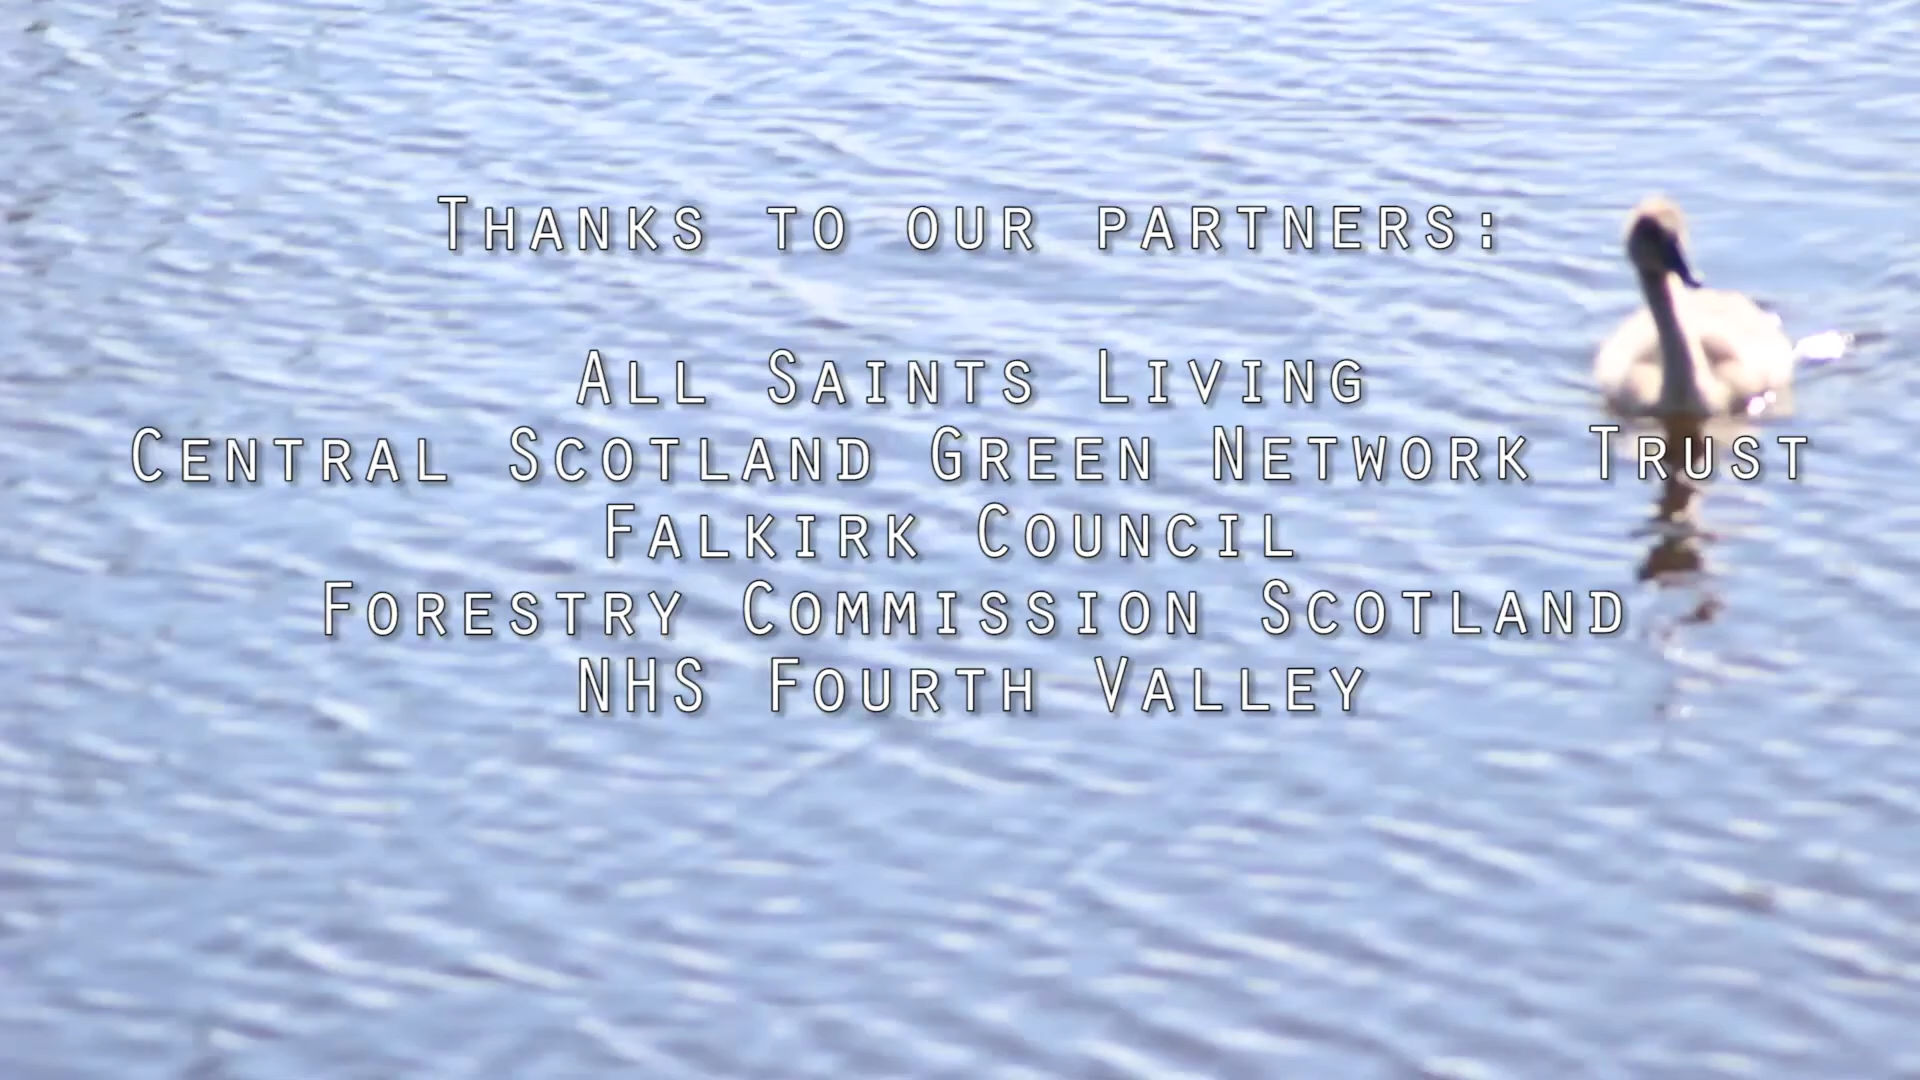 Thanks to our partners:
All Saints Living
Central Scotland Green Network Trust
Falkirk Council
Forestry Commission Scotland
NHS Fourth Valley